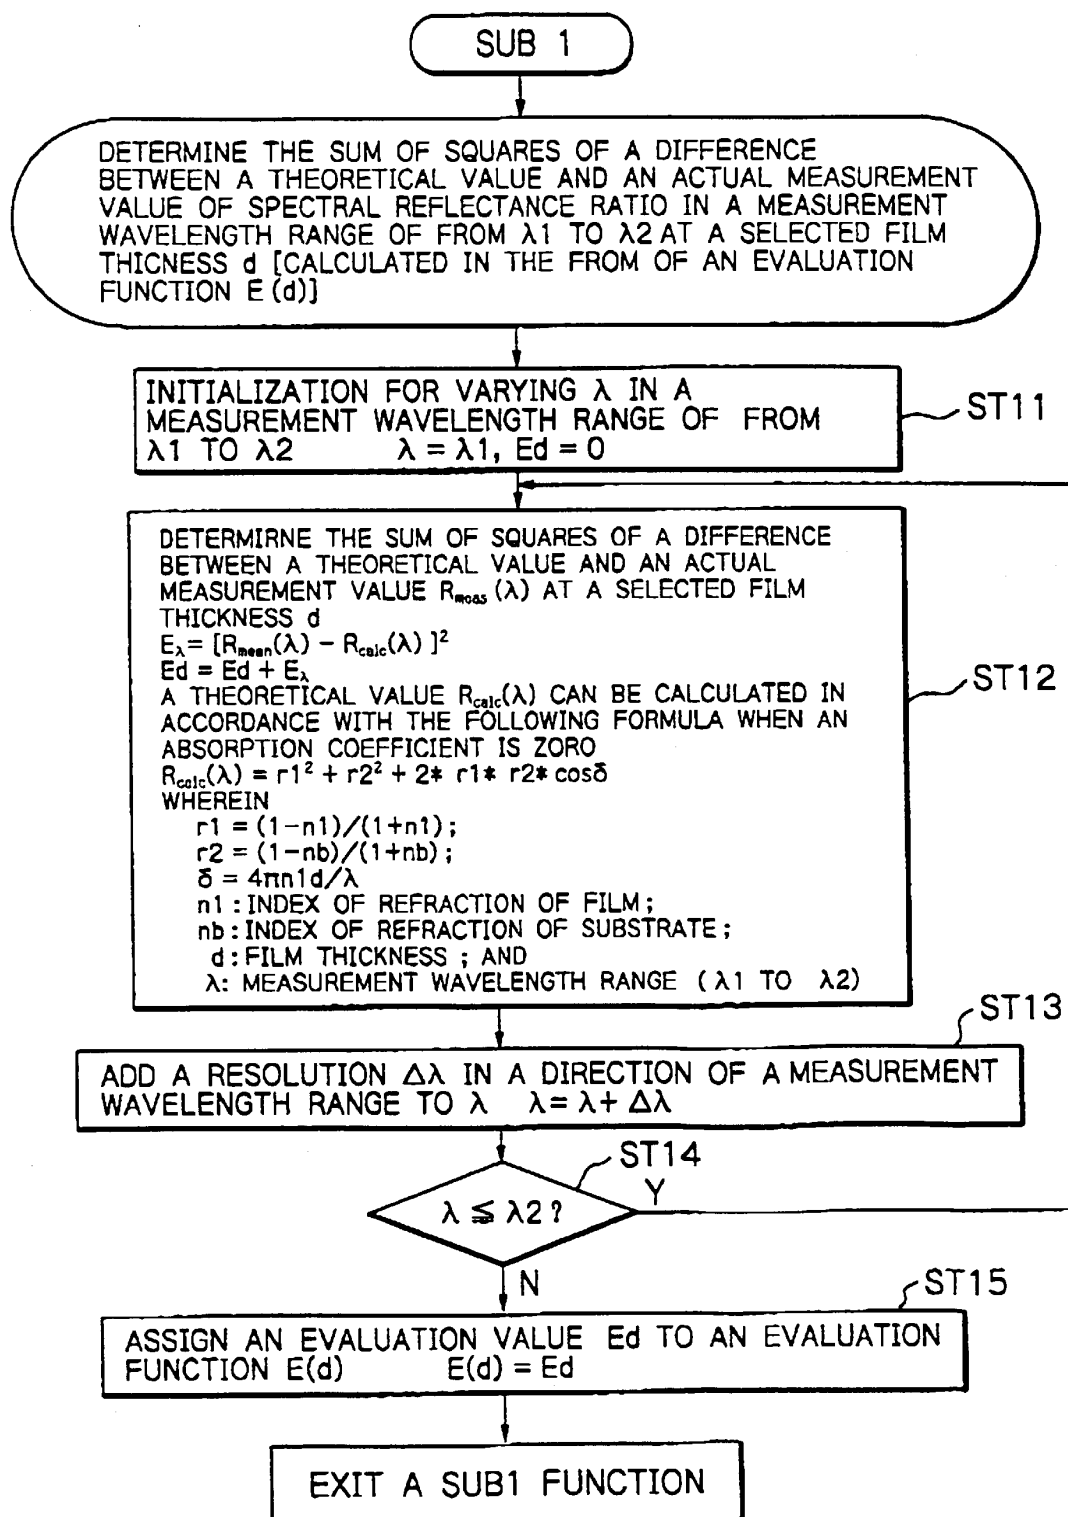 SUB 1
DETERMINE THE SUM OF SQUARES OF A DIFFERENCE
BETWEEN A THEORETICAL VALUE AND AN ACTUAL MEASUREMENT
VALUE OF SPECTRAL REFLECTANCE RATIO IN A MEASUREMENT
WAVELENGTH RANGE OF FROM λ1 TO λ2 AT A SELECTED FILM
THICNESS d [CALCULATED IN THE FROM OF AN EVALUATION
FUNCTION E(d)]
INITIALIZATION FOR VARYING λ IN A
MEASUREMENT WAVELENGTH RANGE OF FROM
λ1 TO λ2 λ = λ1, Ed = 0
ST11
DETERMIRNE THE SUM OF SQUARES OF A DIFFERENCE
BETWEEN A THEORETICAL VALUE AND AN ACTUAL
MEASUREMENT VALUE Rmoas(λ) AT A SELECTED FILM
THICKNESS d
Eλ = [Rmean(λ) − Rcalc(λ)]²
Ed = Ed + Eλ
A THEORETICAL VALUE Rcalc(λ) CAN BE CALCULATED IN
ACCORDANCE WITH THE FOLLOWING FORMULA WHEN AN
ABSORPTION COEFFICIENT IS ZORO
Rcalc(λ) = r1² + r2² + 2* r1* r2* cosδ
WHEREIN
r1 = (1−n1)/(1+n1);
r2 = (1−nb)/(1+nb);
δ = 4πn1d/λ
n1: INDEX OF REFRACTION OF FILM;
nb: INDEX OF REFRACTION OF SUBSTRATE;
d: FILM THICKNESS ; AND
λ: MEASUREMENT WAVELENGTH RANGE (λ1 TO λ2)
ST12
ST13
ADD A RESOLUTION Δλ IN A DIRECTION OF A MEASUREMENT
WAVELENGTH RANGE TO λ λ = λ + Δλ
ST14
λ ≦ λ2?
Y
N
ST15
ASSIGN AN EVALUATION VALUE Ed TO AN EVALUATION
FUNCTION E(d) E(d) = Ed
EXIT A SUB1 FUNCTION